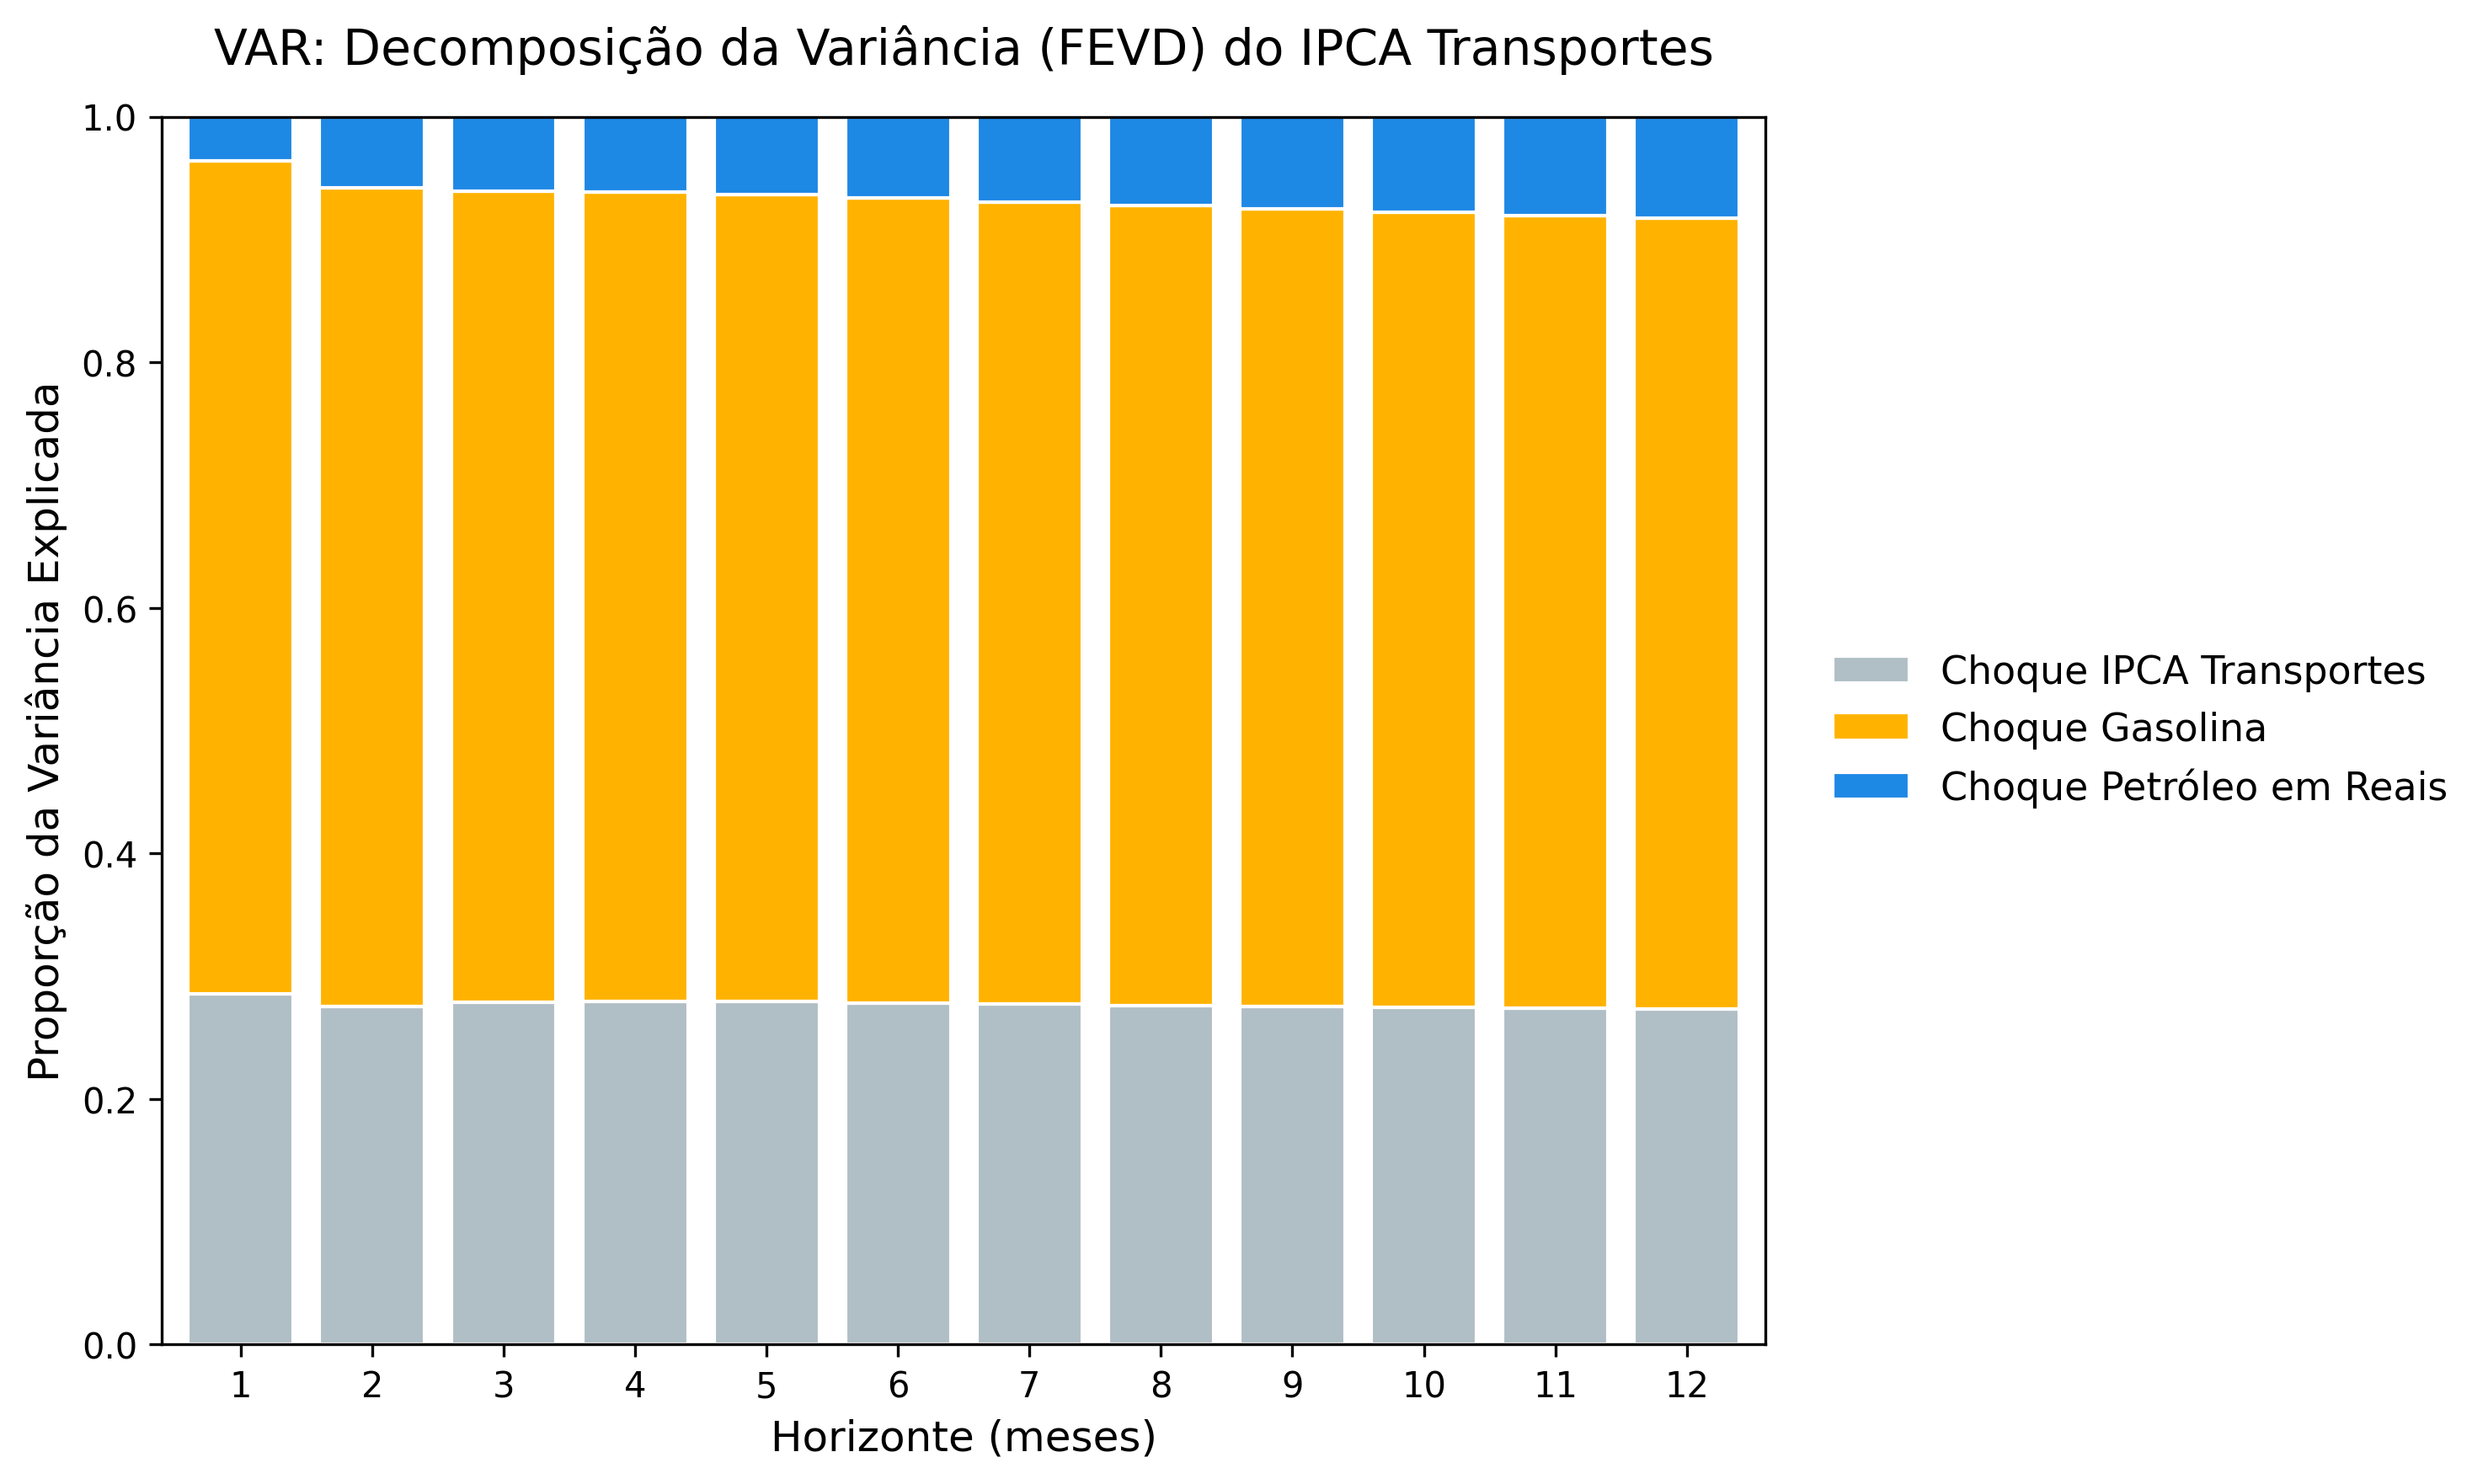 VAR: Decomposição da Variância (FEVD) do IPCA Transportes
Proporção da Variância Explicada
1.0
0.8
0.6
0.4
0.2
0.0
1 2 3 4 5 6 7 8 9 10 11 12
Horizonte (meses)
Choque IPCA Transportes
Choque Gasolina
Choque Petróleo em Reais